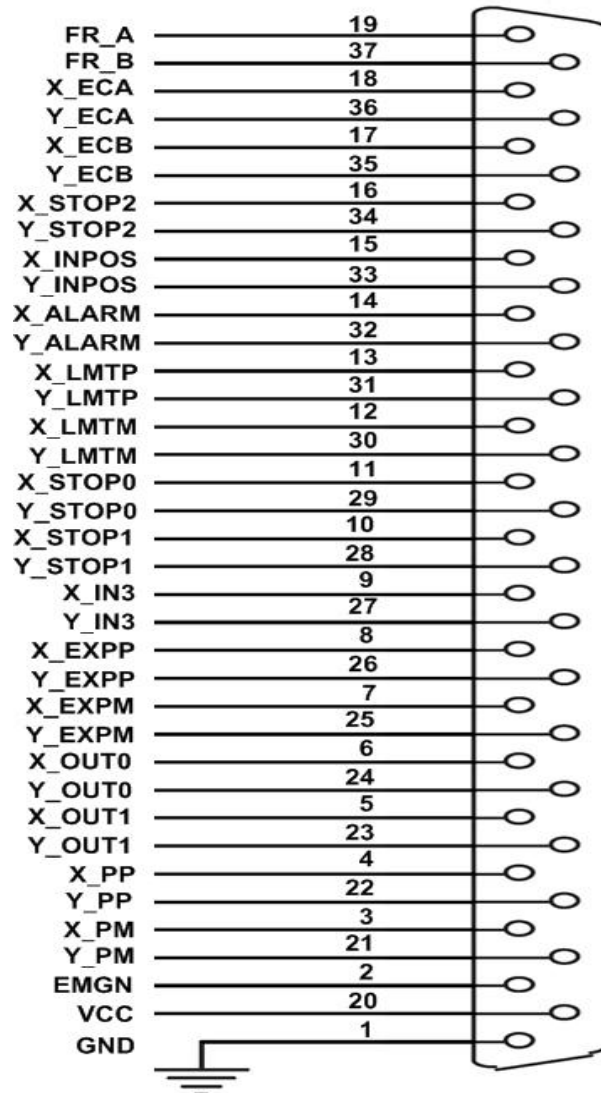 FR_A 19
FR_B 37
X_ECA 18
Y_ECA 36
X_ECB 17
Y_ECB 35
X_STOP2 16
Y_STOP2 34
X_INPOS 15
Y_INPOS 33
X_ALARM 14
Y_ALARM 32
X_LMTP 13
Y_LMTP 31
X_LMTM 12
Y_LMTM 30
X_STOP0 11
Y_STOP0 29
X_STOP1 10
Y_STOP1 28
X_IN3 9
Y_IN3 27
X_EXPP 8
Y_EXPP 26
X_EXPM 7
Y_EXPM 25
X_OUT0 6
Y_OUT0 24
X_OUT1 5
Y_OUT1 23
X_PP 4
Y_PP 22
X_PM 3
Y_PM 21
EMGN 2
VCC 20
GND 1